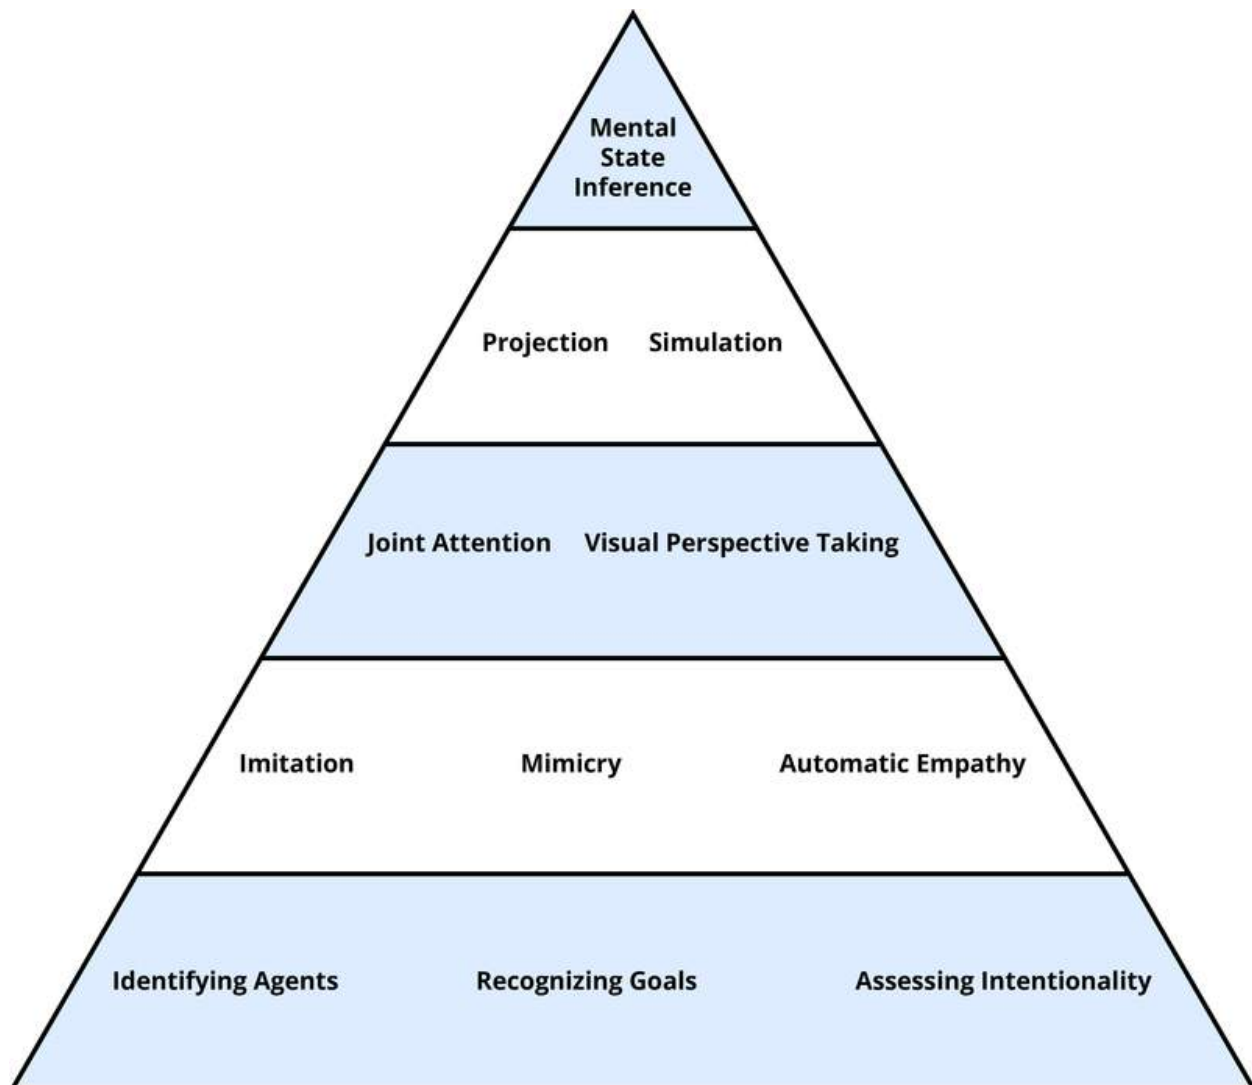 Mental
State
Inference
Projection Simulation
Joint Attention Visual Perspective Taking
Imitation Mimicry Automatic Empathy
Identifying Agents Recognizing Goals Assessing Intentionality